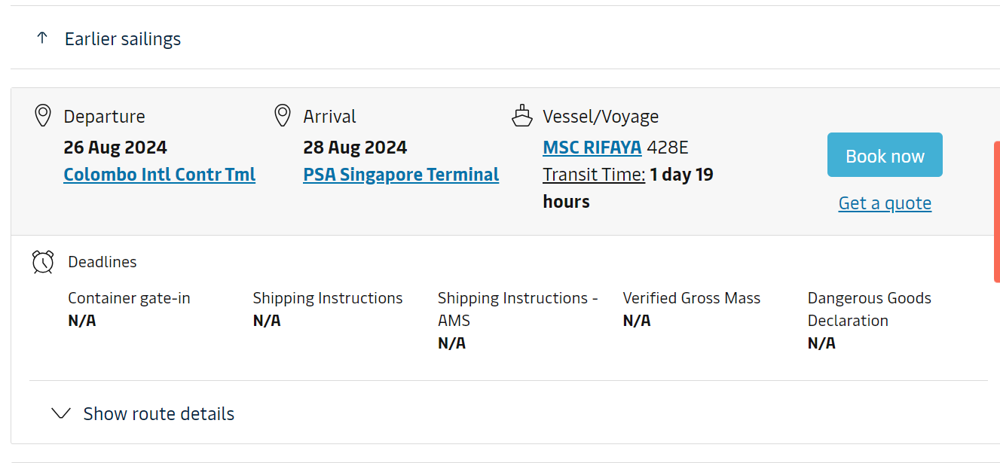 Earlier sailings
Departure
26 Aug 2024
Colombo Intl Contr Tml
Arrival
28 Aug 2024
PSA Singapore Terminal
Vessel/Voyage
MSC RIFAYA 428E
Transit Time: 1 day 19
hours
Book now
Get a quote
Deadlines
Container gate-in
N/A
Shipping Instructions
N/A
Shipping Instructions -
AMS
N/A
Verified Gross Mass
N/A
Dangerous Goods
Declaration
N/A
Show route details